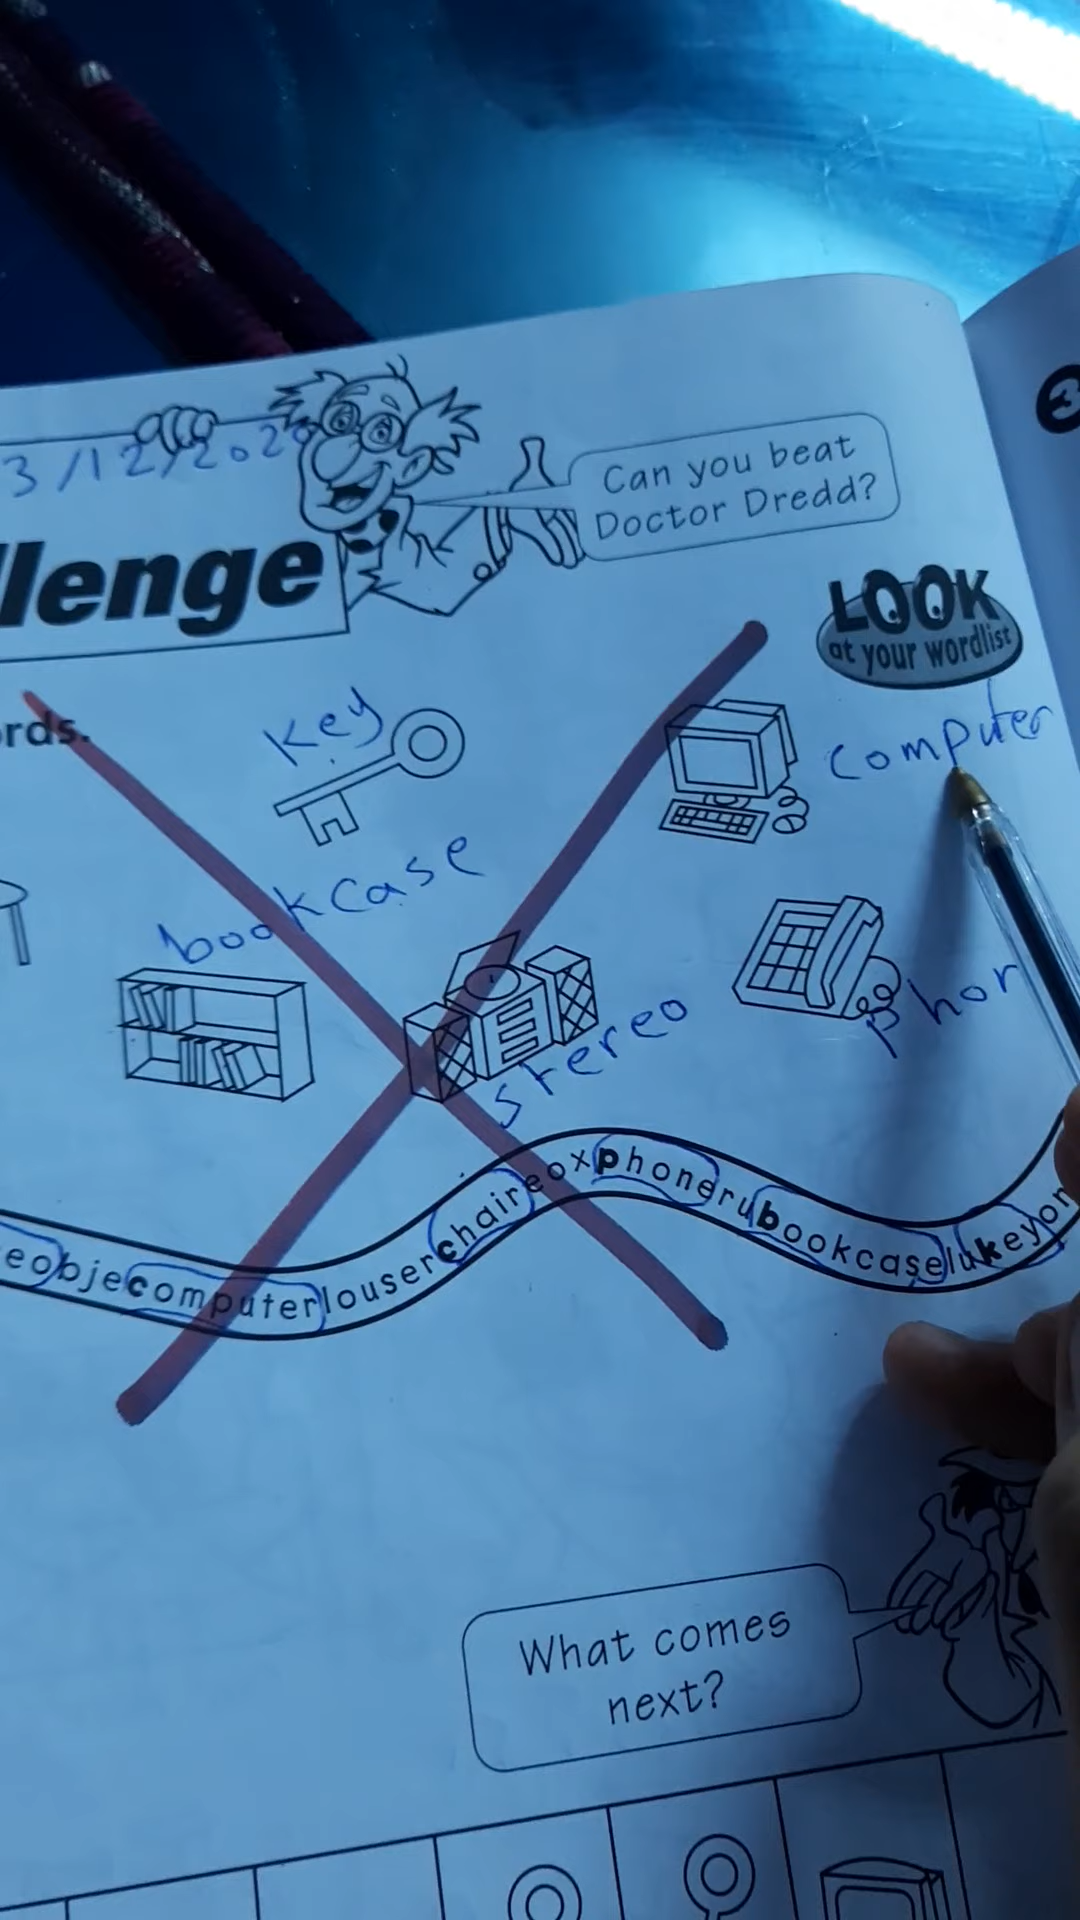 3/12/2020
llenge
Can you beat
Doctor Dredd?
LOOK
at your wordlist
rds.
key
computer
bookcase
phon
stereo
eobjecomputerlouserchaireoxphonerubookcaselukeyon
What comes
next?
3